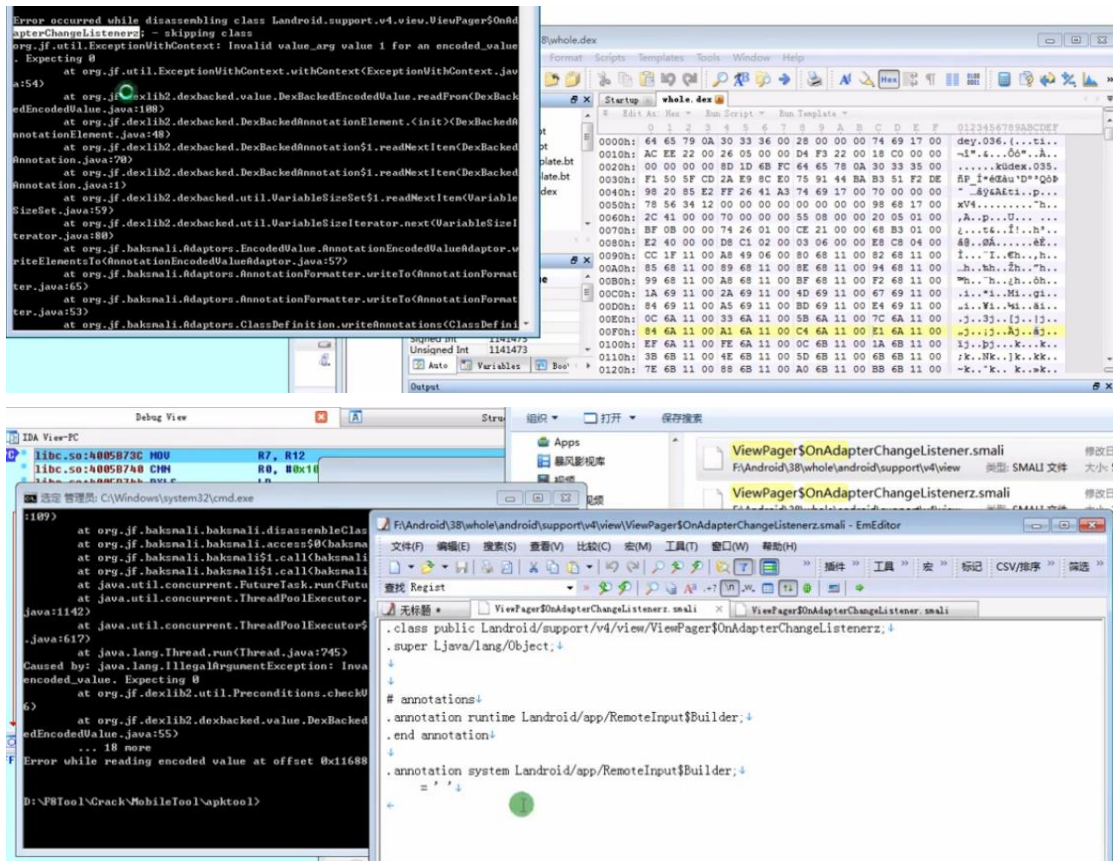 Error occurred while disassembling class Landroid.support.v4.view.ViewPager$OnAd
apterChangeListenerz; - skipping class
org.jf.util.ExceptionWithContext: Invalid value_arg value 1 for an encoded_value
. Expecting 0
at org.jf.util.ExceptionWithContext.withContext(ExceptionWithContext.jav
a:54)
at org.jf.dexlib2.dexbacked.value.DexBackedEncodedValue.readFrom(DexBack
edEncodedValue.java:108)
at org.jf.dexlib2.dexbacked.DexBackedAnnotationElement.<init>(DexBackedA
nnotationElement.java:48)
at org.jf.dexlib2.dexbacked.DexBackedAnnotation$1.readNextItem(DexBacked
Annotation.java:70)
at org.jf.dexlib2.dexbacked.DexBackedAnnotation$1.readNextItem(DexBacked
Annotation.java:1)
at org.jf.dexlib2.dexbacked.util.VariableSizeSet$1.readNextItem(Variable
SizeSet.java:59)
at org.jf.dexlib2.dexbacked.util.VariableSizeIterator.next(VariableSizeI
terator.java:80)
at org.jf.baksmali.Adaptors.EncodedValue.AnnotationEncodedValueAdaptor.w
riteElementsTo(AnnotationEncodedValueAdaptor.java:57)
at org.jf.baksmali.Adaptors.AnnotationFormatter.writeTo(AnnotationFormat
ter.java:65)
at org.jf.baksmali.Adaptors.AnnotationFormatter.writeTo(AnnotationFormat
ter.java:53)
at org.jf.baksmali.Adaptors.ClassDefinition.writeAnnotations(ClassDefini
8\whole.dex
Format Scripts Templates Tools Window Help
Startup whole.dex
Edit As: Hex Run Script Run Template
0 1 2 3 4 5 6 7 8 9 A B C D E F 0123456789ABCDEF
0000h: 64 65 79 0A 30 33 36 00 28 00 00 00 74 69 17 00 dey.036.(...ti..
0010h: AC EE 22 00 26 05 00 00 D4 F3 22 00 18 CD 0B 00
0020h: 00 00 00 00 8D 1D 6B FC 64 65 78 0A 30 33 35 00
0030h: F1 50 5F CD 2A E9 8C E0 75 91 44 BA B3 51 F2 DE
0040h: 98 20 85 E2 FF 26 41 A3 74 69 17 00 70 00 00 00
0050h: 78 56 34 12 00 00 00 00 00 00 00 00 98 68 17 00
0060h: 2C 41 00 00 70 00 00 00 55 08 00 00 20 05 01 00
0070h: BF 0B 00 00 74 26 01 00 CE 21 00 00 68 B3 01 00
0080h: E2 40 00 00 D8 C1 02 00 03 06 00 00 E8 C8 04 00
0090h: CC 1F 11 00 A8 49 06 00 80 68 11 00 82 68 11 00
00A0h: 85 68 11 00 89 68 11 00 8E 68 11 00 94 68 11 00
00B0h: 99 68 11 00 A8 68 11 00 BF 68 11 00 F2 68 11 00
00C0h: 1A 69 11 00 2A 69 11 00 4D 69 11 00 67 69 11 00
00D0h: 84 69 11 00 A5 69 11 00 BD 69 11 00 E4 69 11 00
00E0h: 0C 6A 11 00 33 6A 11 00 5B 6A 11 00 7C 6A 11 00
00F0h: 84 6A 11 00 A1 6A 11 00 C4 6A 11 00 E1 6A 11 00
0100h: EF 6A 11 00 FE 6A 11 00 0C 6B 11 00 1A 6B 11 00
0110h: 3B 6B 11 00 4E 6B 11 00 5D 6B 11 00 6B 6B 11 00
0120h: 7E 6B 11 00 88 6B 11 00 A0 6B 11 00 BB 6B 11 00
plate.bt
late.bt
dex
Signed Int 1141473
Unsigned Int 1141473
Auto Variables
Output
Debug View
IDA View-PC
libc.so:4005B73C MOV R7, R12
libc.so:4005B740 CMN R0, #0x10
选定 管理员: C:\Windows\system32\cmd.exe
:109)
at org.jf.baksmali.baksmali.disassembleClas
at org.jf.baksmali.baksmali.access$0(baksma
at org.jf.baksmali.baksmali$1.call(baksmali
at org.jf.baksmali.baksmali$1.call(baksmali
at java.util.concurrent.FutureTask.run(Futu
at java.util.concurrent.ThreadPoolExecutor.
java:1142)
at java.util.concurrent.ThreadPoolExecutor$
.java:617)
at java.lang.Thread.run(Thread.java:745)
Caused by: java.lang.IllegalArgumentException: Inva
encoded_value. Expecting 0
at org.jf.dexlib2.util.Preconditions.checkV
6)
at org.jf.dexlib2.dexbacked.value.DexBacked
edEncodedValue.java:55)
... 18 more
Error while reading encoded value at offset 0x11688
D:\F8Tool\Crack\MobileTool\apktool>
组织 打开 保存搜索
Apps
暴风影视库
ViewPager$OnAdapterChangeListener.smali
F:\Android\38\whole\android\support\v4\view 类型: SMALI 文件
ViewPager$OnAdapterChangeListenerz.smali
F:\Android\38\whole\android\support\v4\view\ViewPager$OnAdapterChangeListenerz.smali - EmEditor
文件(F) 编辑(E) 搜索(S) 查看(V) 比较(C) 宏(M) 工具(T) 窗口(W) 帮助(H)
插件 工具 宏 标记 CSV/排序 筛选
查找 Regist
无标题 * ViewPager$OnAdapterChangeListenerz.smali ViewPager$OnAdapterChangeListener.smali
.class public Landroid/support/v4/view/ViewPager$OnAdapterChangeListenerz;
.super Ljava/lang/Object;
# annotations
.annotation runtime Landroid/app/RemoteInput$Builder;
.end annotation
.annotation system Landroid/app/RemoteInput$Builder;
= ' '